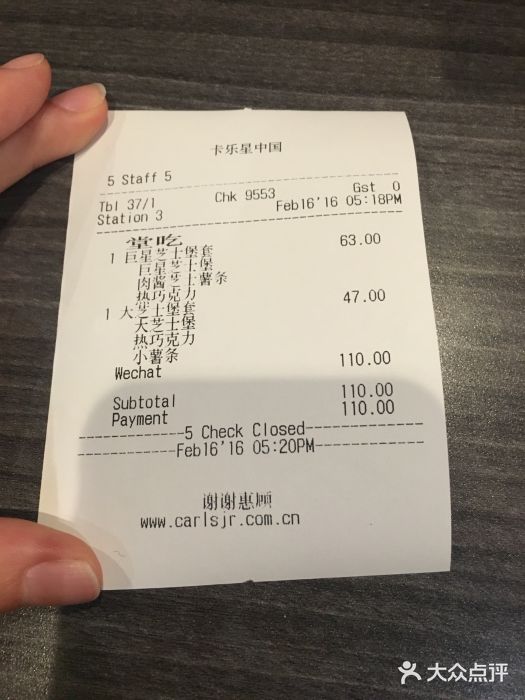 卡乐星中国
5 Staff 5
Tbl 37/1 Chk 9553 Gst 0
Station 3 Feb16'16 05:18PM
堂吃
1 巨星芝士堡套 63.00
巨星芝士堡
肉酱芝士薯条
热巧克力
1 大芝士堡套 47.00
大芝士堡
热巧克力
小薯条
Wechat 110.00
Subtotal 110.00
Payment 110.00
5 Check Closed
Feb16'16 05:20PM
谢谢惠顾
www.carlsjr.com.cn
大众点评